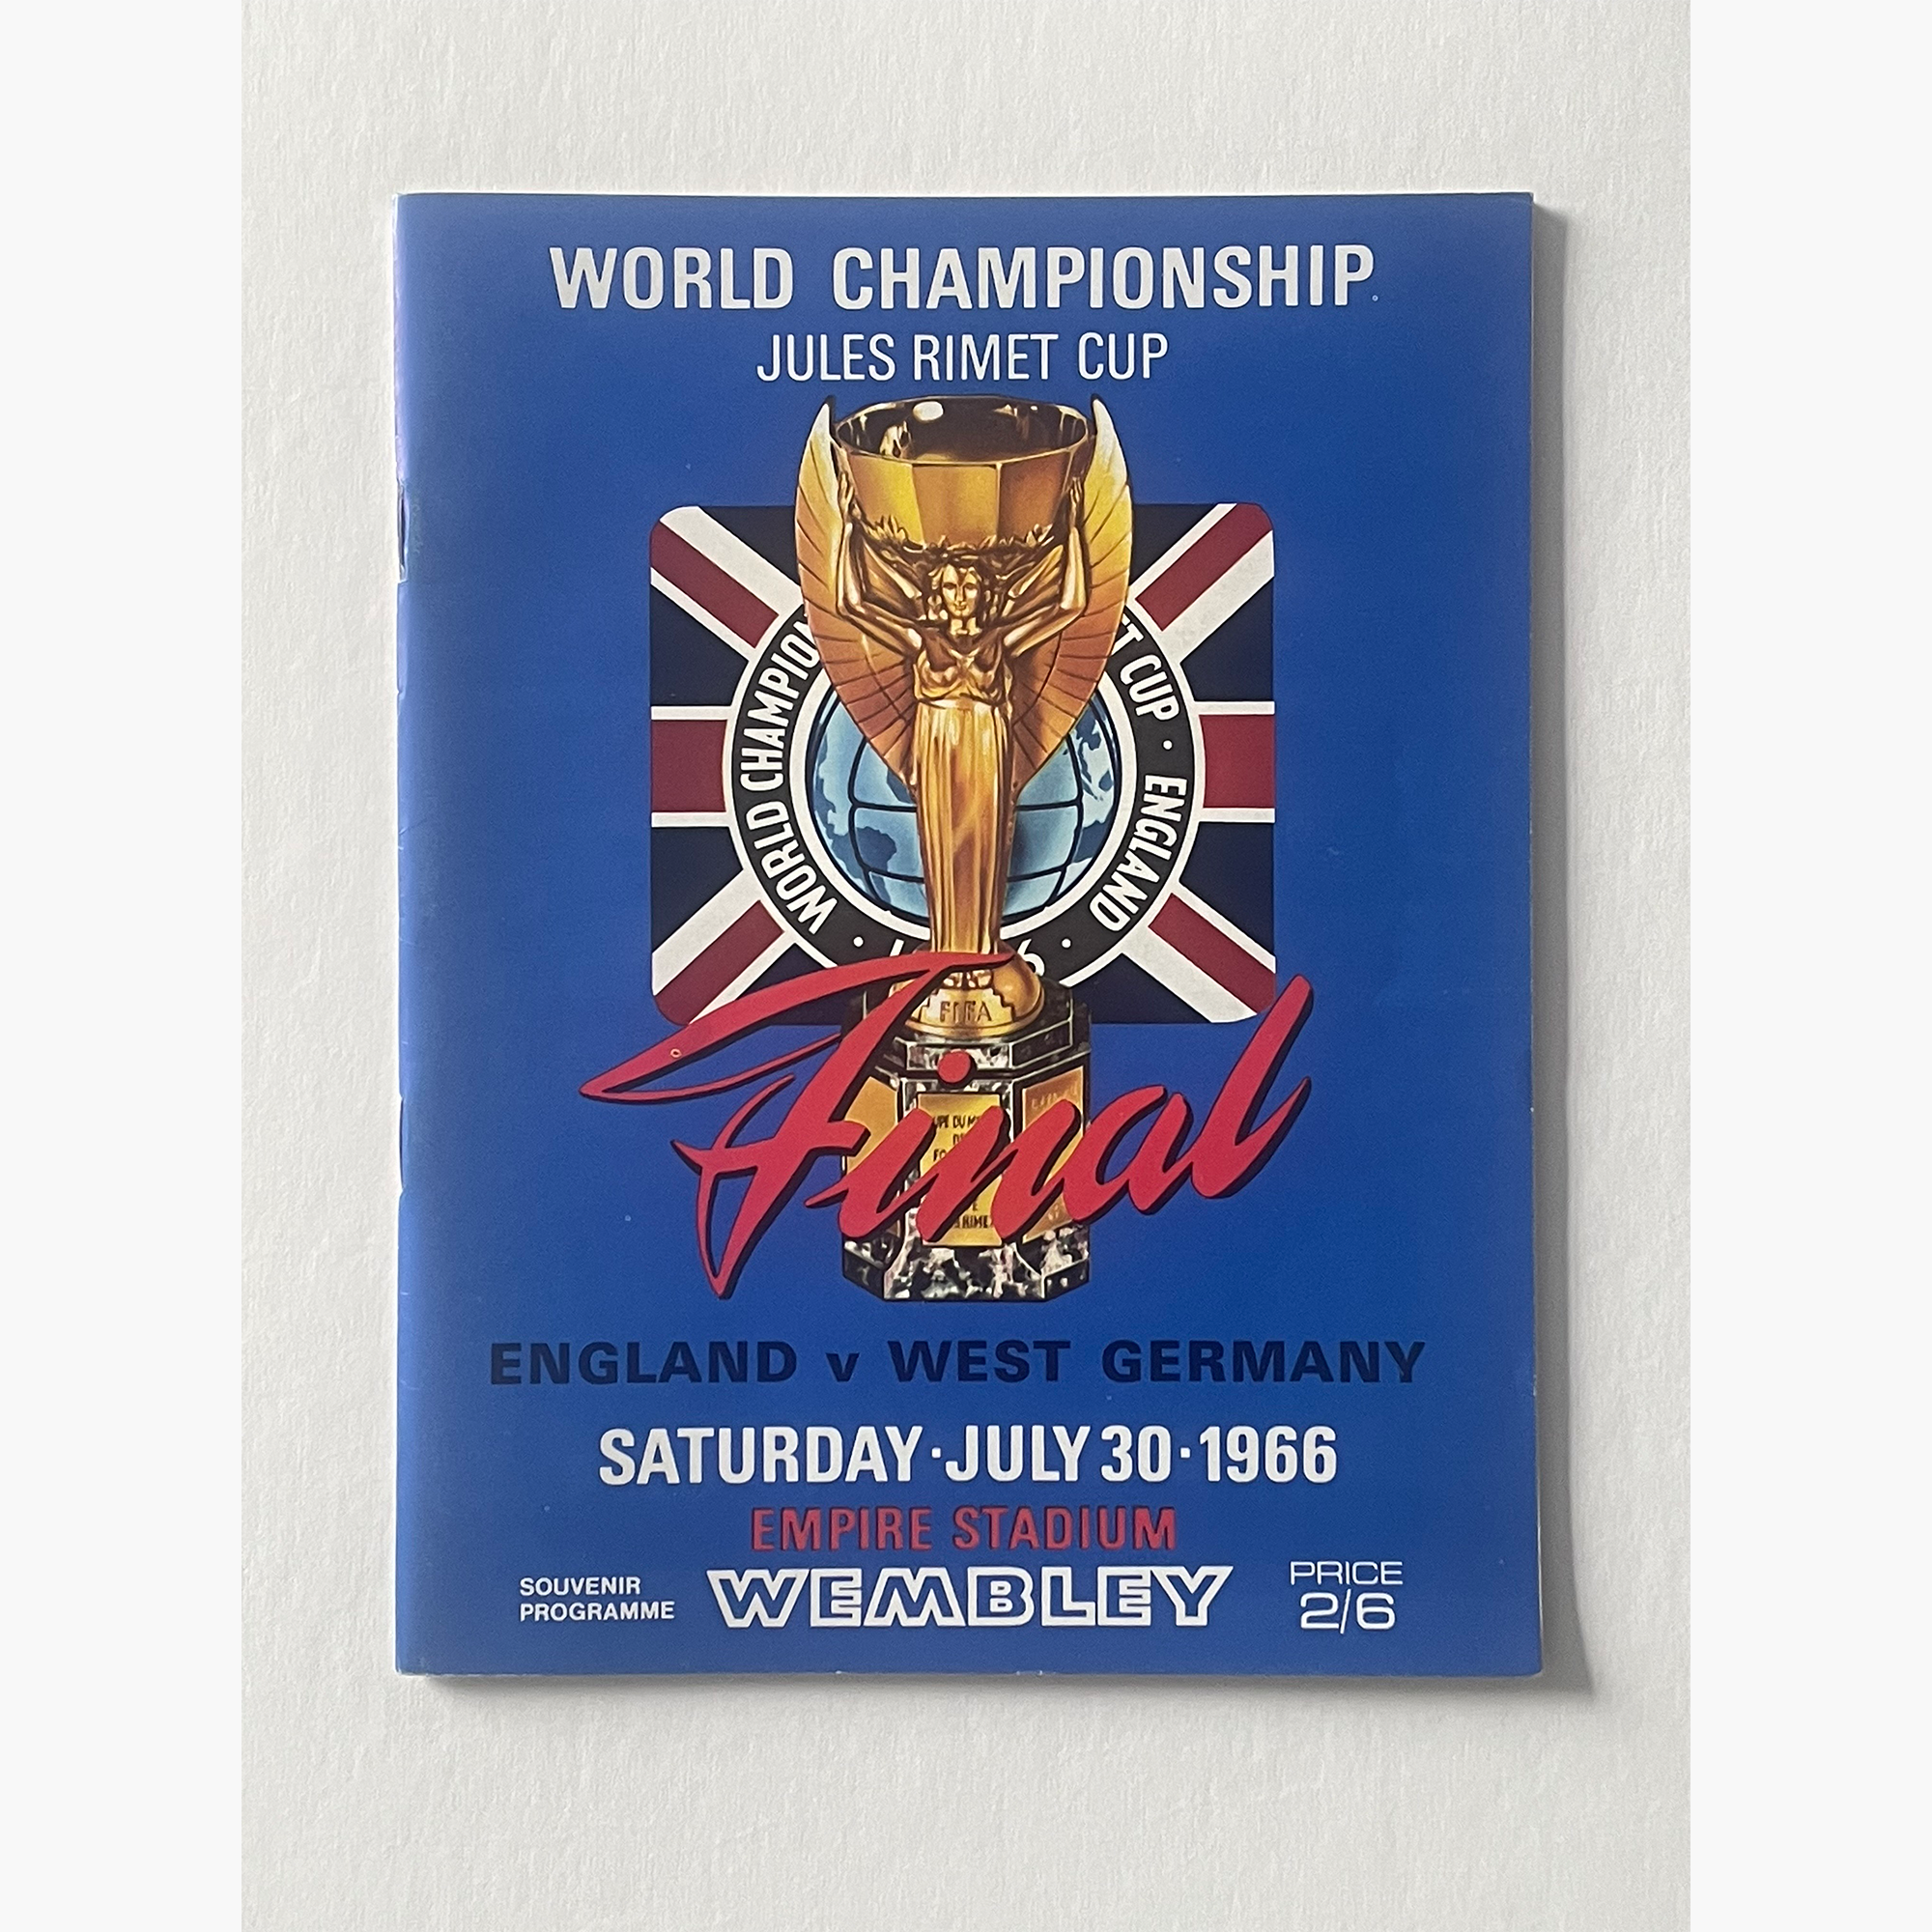 WORLD CHAMPIONSHIP
JULES RIMET CUP
WORLD CHAMPION
CUP · ENGLAND
FIFA
Final
ENGLAND v WEST GERMANY
SATURDAY·JULY 30·1966
EMPIRE STADIUM
SOUVENIR
PROGRAMME
WEMBLEY
PRICE
2/6